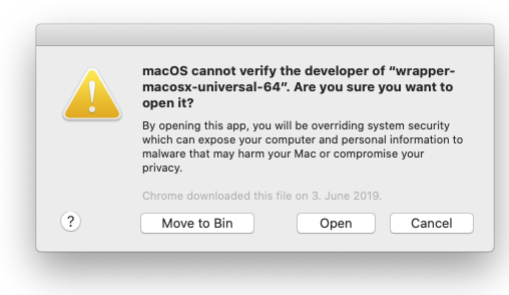 macOS cannot verify the developer of “wrapper-
macosx-universal-64”. Are you sure you want to
open it?
By opening this app, you will be overriding system security
which can expose your computer and personal information to
malware that may harm your Mac or compromise your
privacy.
Chrome downloaded this file on 3. June 2019.
?
Move to Bin
Open
Cancel